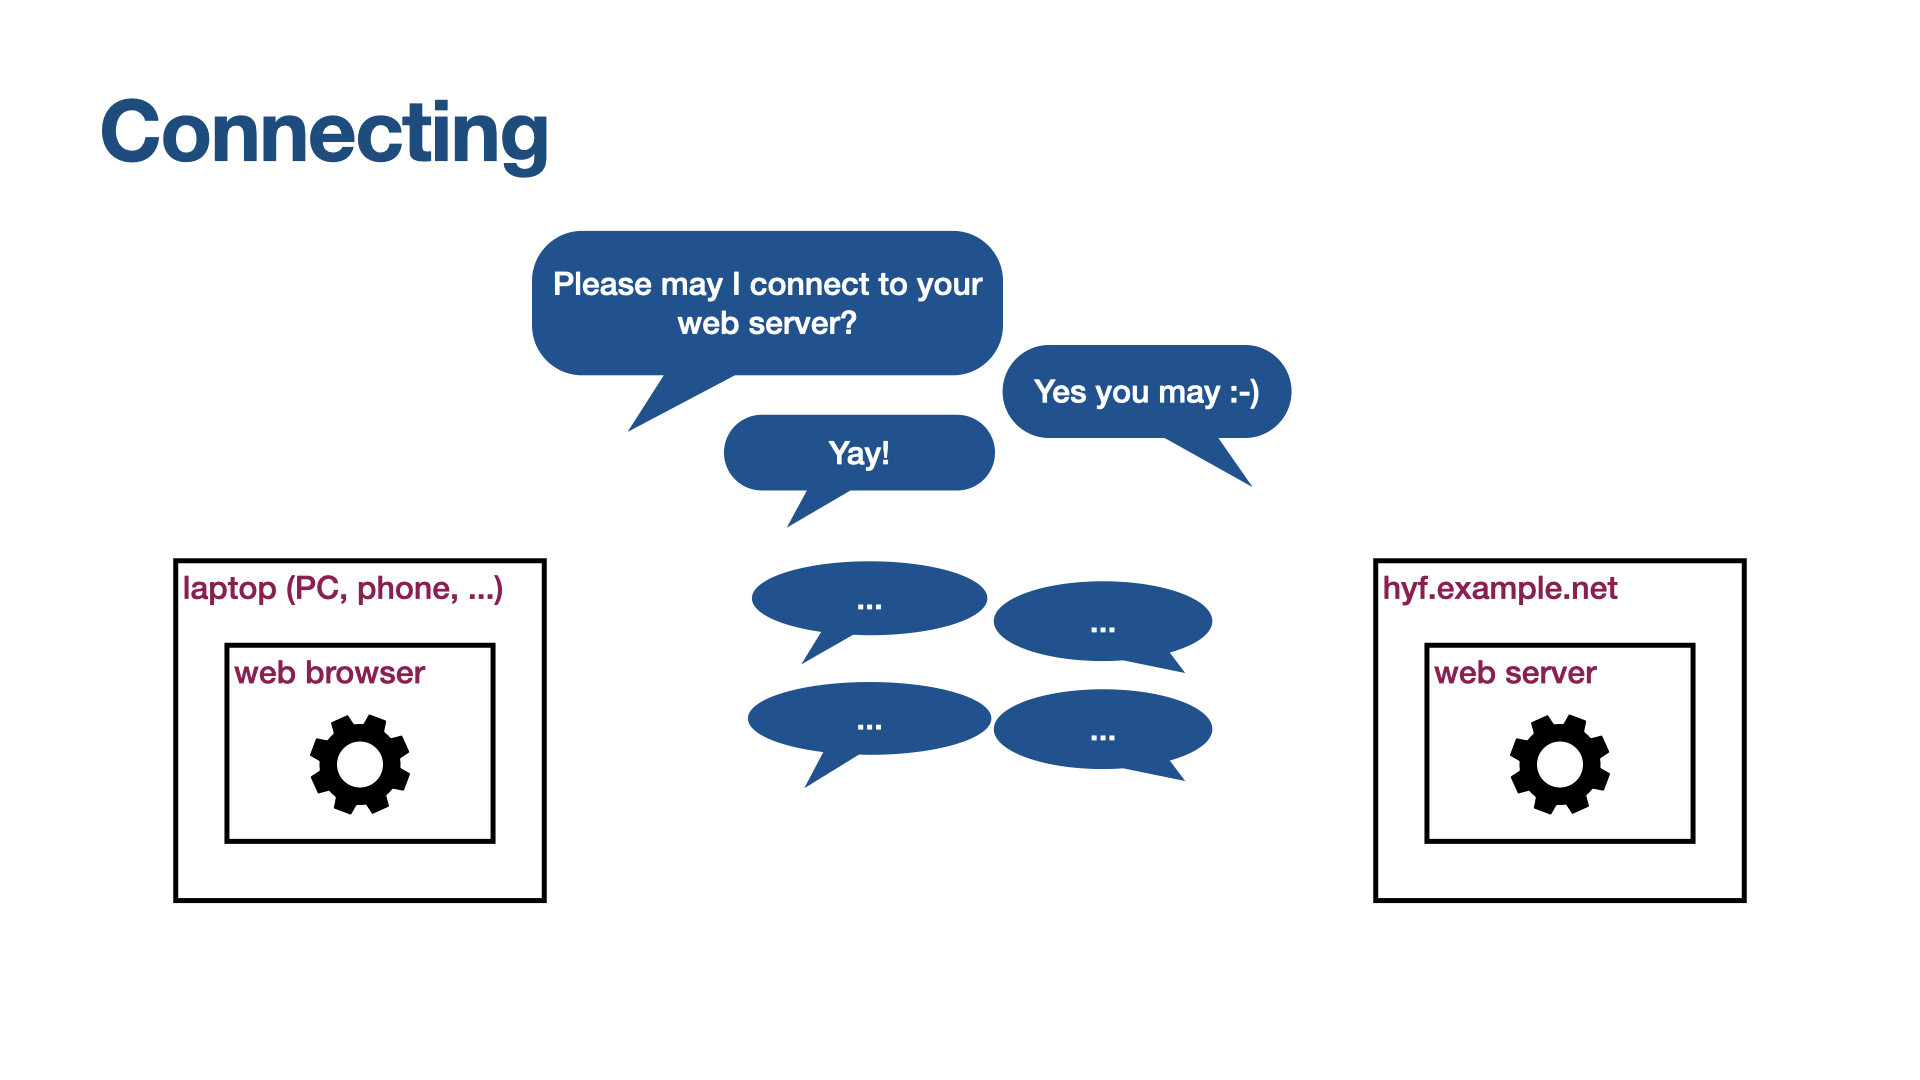 Connecting
Please may I connect to your
web server?
Yes you may :-)
Yay!
laptop (PC, phone, ...)
web browser
...
...
...
...
hyf.example.net
web server